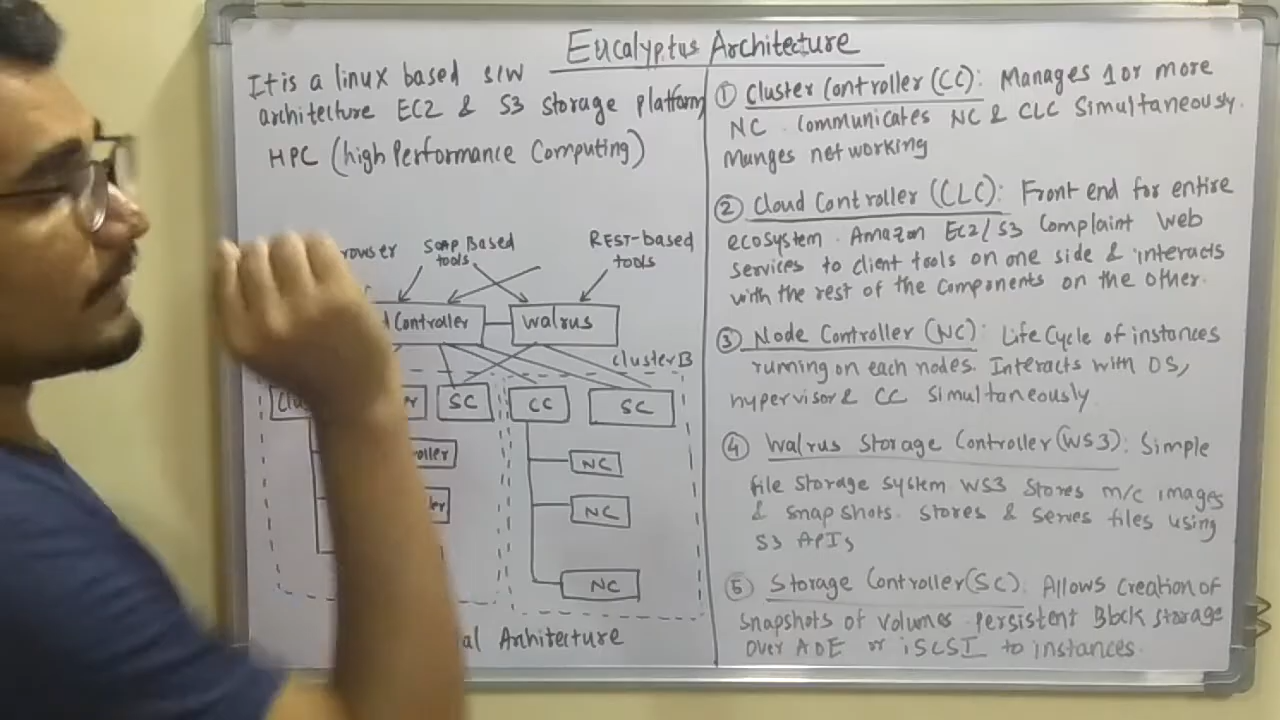 Eucalyptus Architecture
It is a linux based s/w
architecture EC2 & S3 storage platform
HPC (high Performance Computing)
rowser
SOAP Based
tools
REST-based
tools
d Controller
Walrus
cluster B
Clu
SC
CC
SC
roller
NC
NC
NC
al Anhitecture
① Cluster Controller (CC): Manages 1 or more
NC. Communicates NC & CLC Simultaneously.
Manges networking
② Cloud Controller (CLC): Front end for entire
ecosystem. Amazon EC2/S3 Complaint Web
services to client tools on one side & interacts
with the rest of the Components on the other.
③ Node Controller (NC): Life Cycle of instances
running on each nodes. Interacts with OS,
hypervisor & CC Simultaneously.
④ Walrus Storage Controller (WS3): Simple
file storage system WS3 stores m/c images
& snapshots. Stores & serves files using
S3 APIs
⑤ Storage Controller (SC): Allows Creation of
snapshots of volumes. persistent Block storage
over AOE or iSCSI to instances.